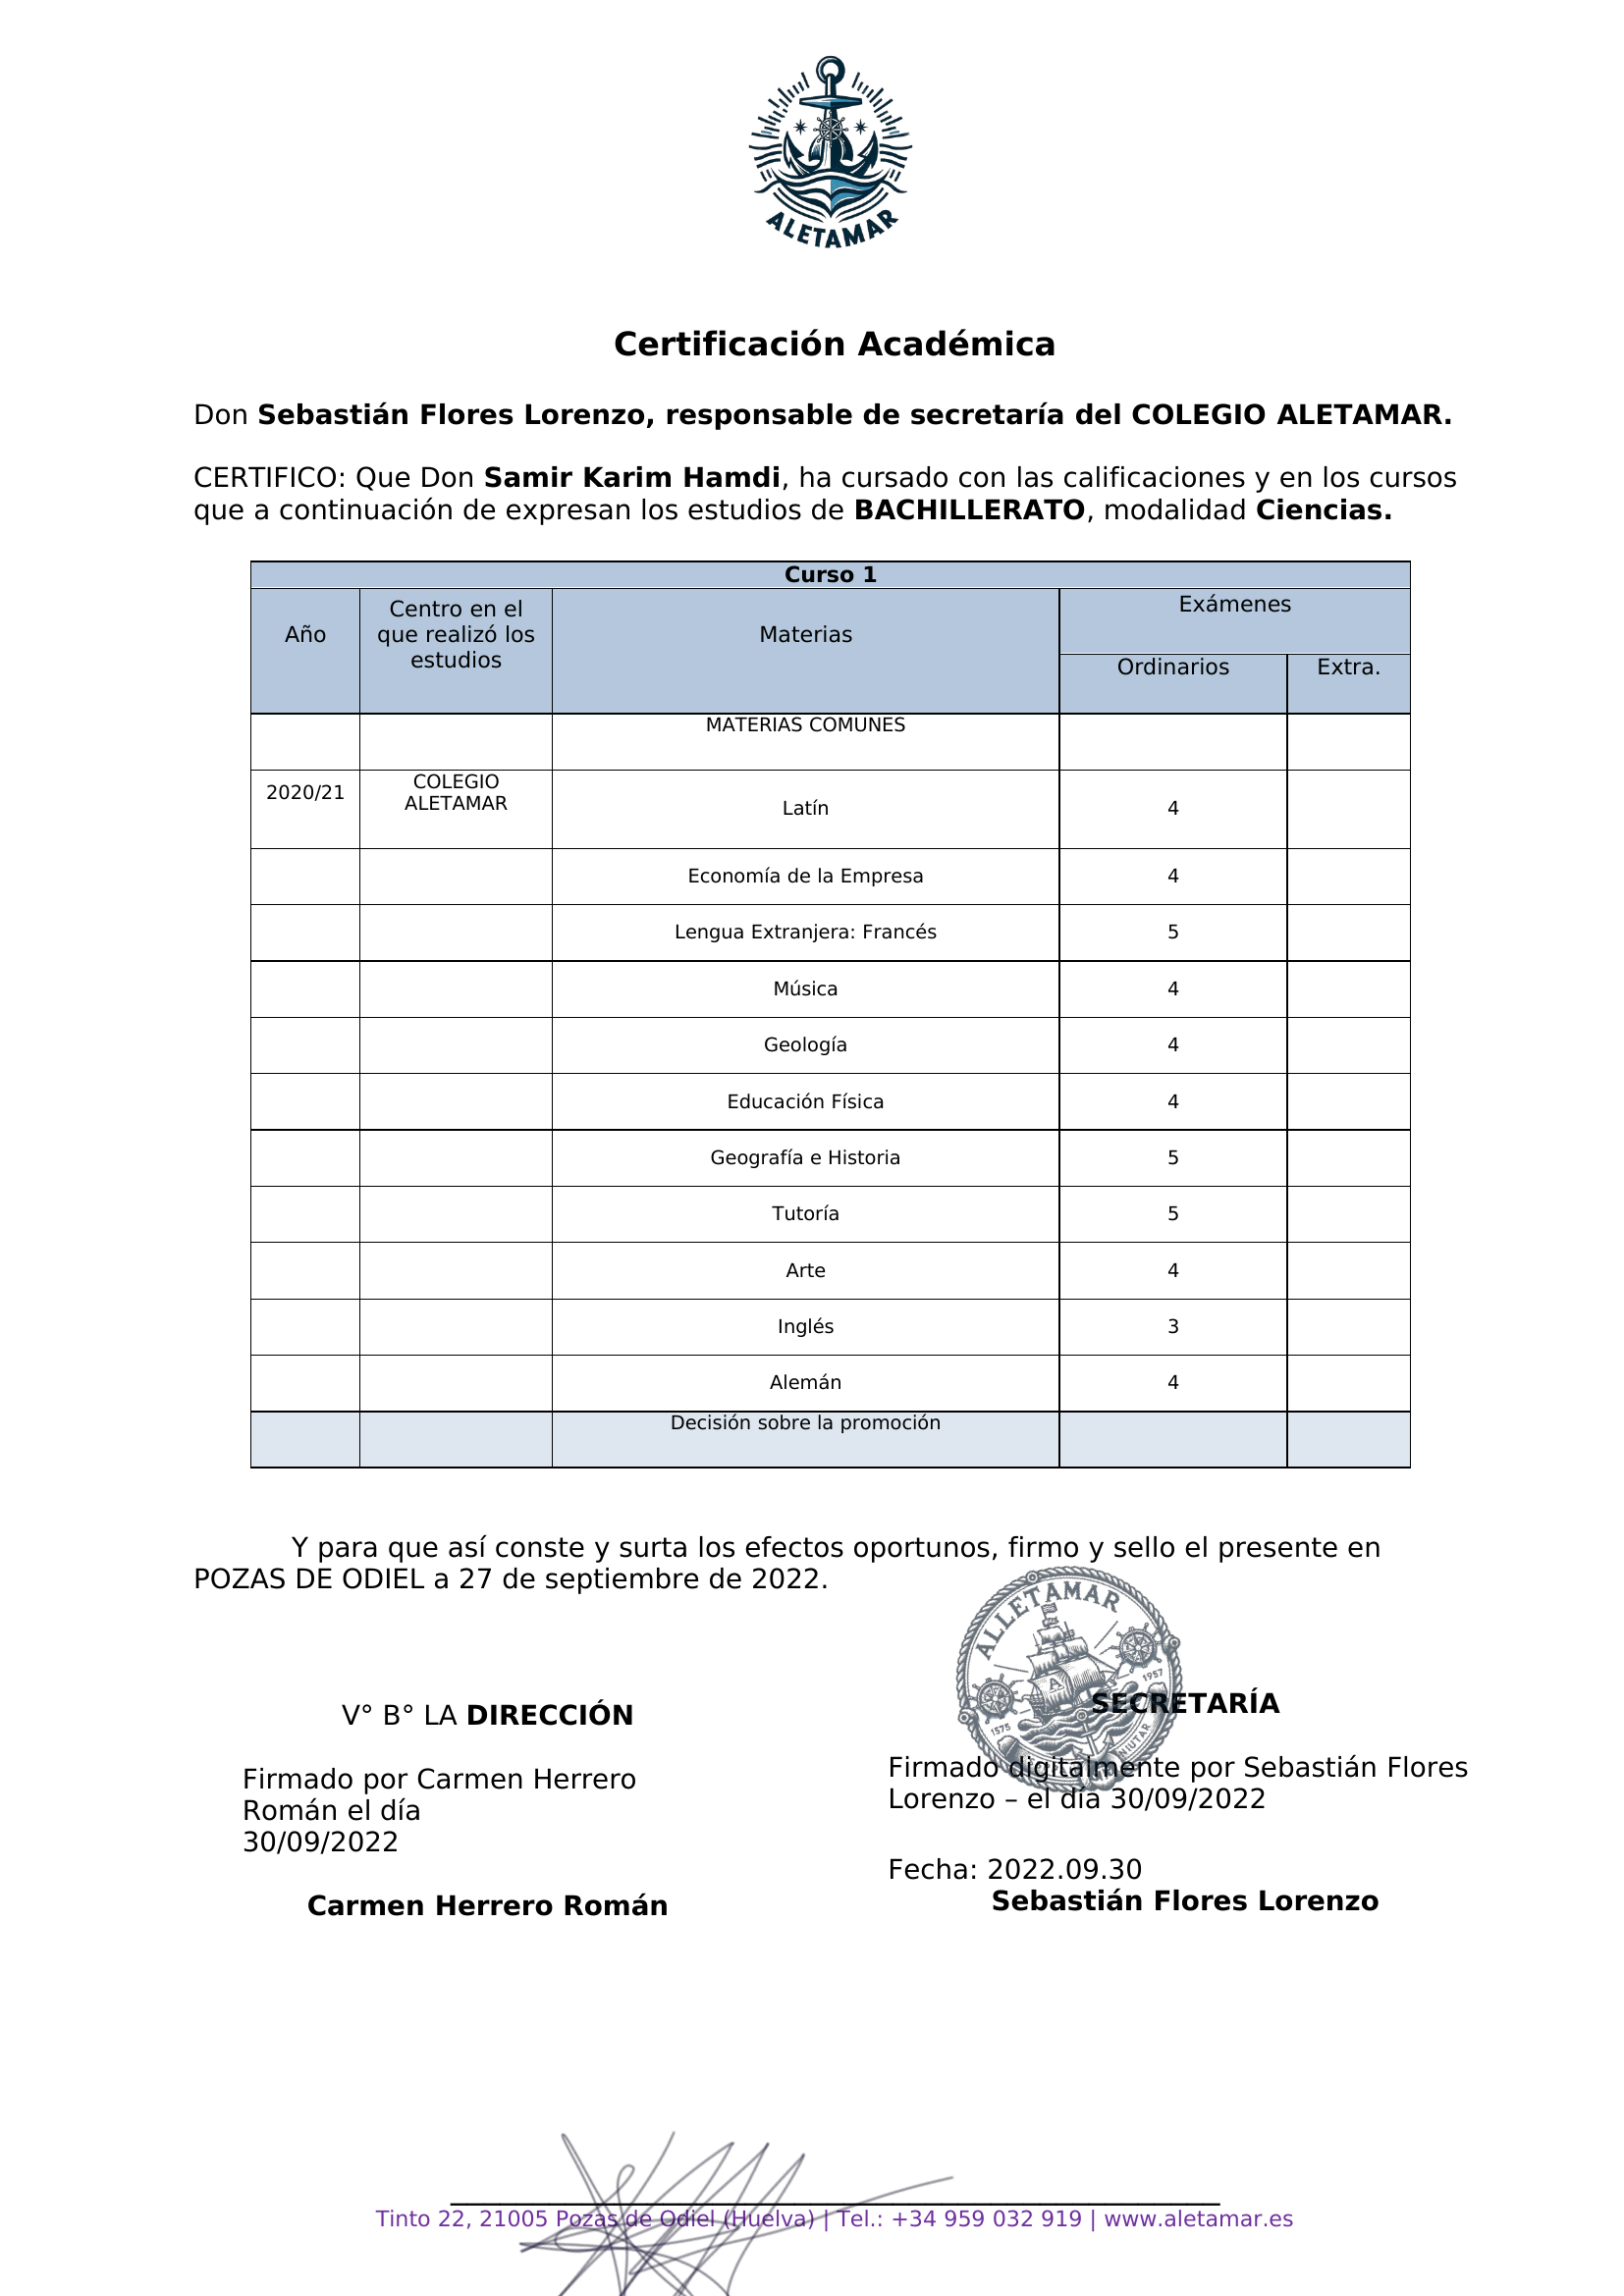 ALETAMAR
Certificación Académica
Don Sebastián Flores Lorenzo, responsable de secretaría del COLEGIO ALETAMAR.
CERTIFICO: Que Don Samir Karim Hamdi, ha cursado con las calificaciones y en los cursos
que a continuación de expresan los estudios de BACHILLERATO, modalidad Ciencias.
Curso 1
Año
Centro en el
que realizó los
estudios
Materias
Exámenes
Ordinarios
Extra.
MATERIAS COMUNES
2020/21
COLEGIO
ALETAMAR
Latín 4
Economía de la Empresa 4
Lengua Extranjera: Francés 5
Música 4
Geología 4
Educación Física 4
Geografía e Historia 5
Tutoría 5
Arte 4
Inglés 3
Alemán 4
Decisión sobre la promoción
Y para que así conste y surta los efectos oportunos, firmo y sello el presente en
POZAS DE ODIEL a 27 de septiembre de 2022.
ALLETAMAR
A
1575
1957
V° B° LA DIRECCIÓN
Firmado por Carmen Herrero
Román el día
30/09/2022
Carmen Herrero Román
SECRETARÍA
Firmado digitalmente por Sebastián Flores
Lorenzo – el día 30/09/2022
Fecha: 2022.09.30
Sebastián Flores Lorenzo
Tinto 22, 21005 Pozas de Odiel (Huelva) | Tel.: +34 959 032 919 | www.aletamar.es